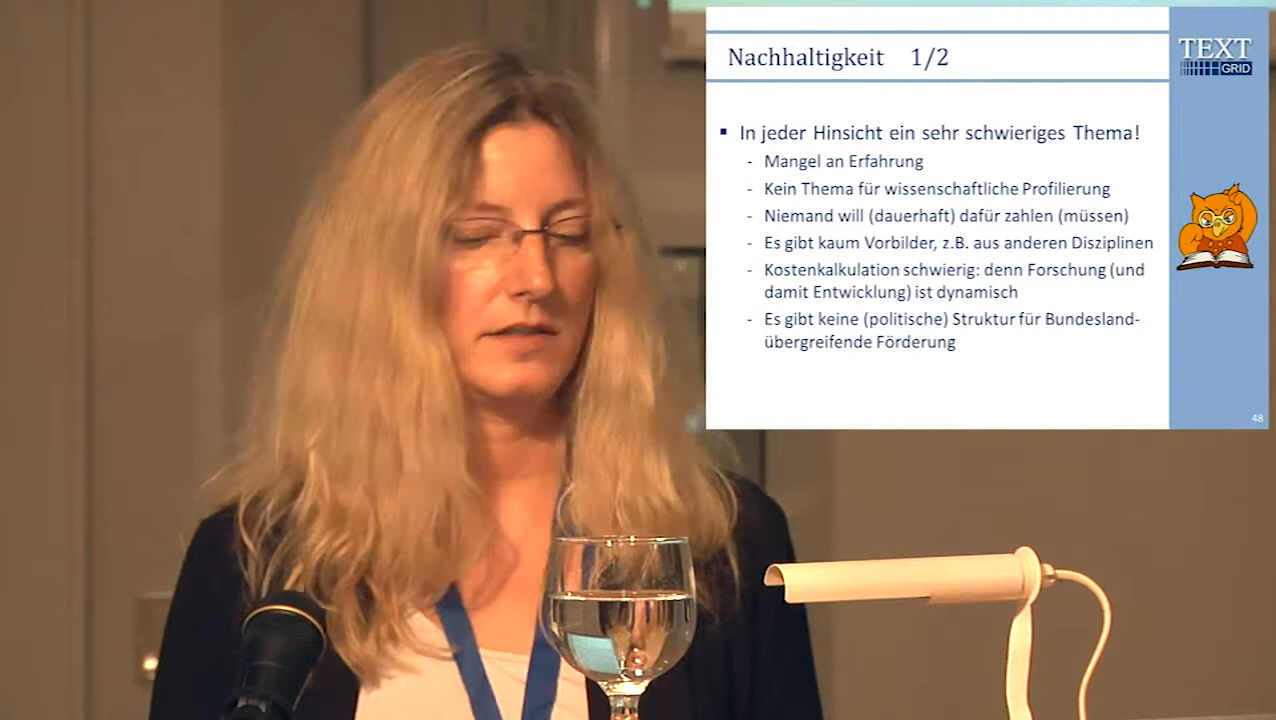 Nachhaltigkeit 1/2
TEXT
GRID
▪ In jeder Hinsicht ein sehr schwieriges Thema!
- Mangel an Erfahrung
- Kein Thema für wissenschaftliche Profilierung
- Niemand will (dauerhaft) dafür zahlen (müssen)
- Es gibt kaum Vorbilder, z.B. aus anderen Disziplinen
- Kostenkalkulation schwierig: denn Forschung (und
damit Entwicklung) ist dynamisch
- Es gibt keine (politische) Struktur für Bundesland-
übergreifende Förderung
48